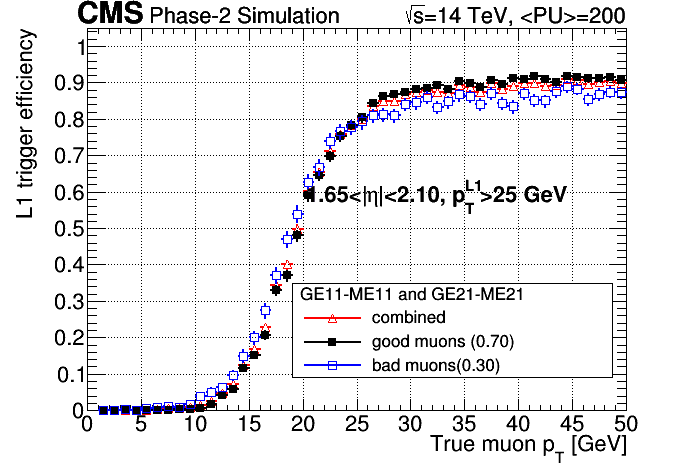 CMS Phase-2 Simulation √s=14 TeV, <PU>=200
L1 trigger efficiency
1
0.9
0.8
0.7
0.6
0.5
0.4
0.3
0.2
0.1
0
1.65<|η|<2.10, p_T^L1>25 GeV
GE11-ME11 and GE21-ME21
combined
good muons (0.70)
bad muons(0.30)
0 5 10 15 20 25 30 35 40 45 50
True muon p_T [GeV]